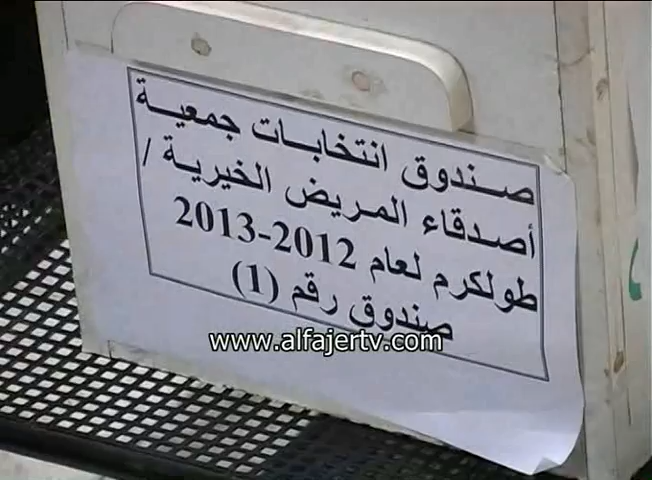 صندوق انتخابات جمعية
أصدقاء المريض الخيرية /
طولكرم لعام 2012-2013
صندوق رقم (1)
www.alfajertv.com